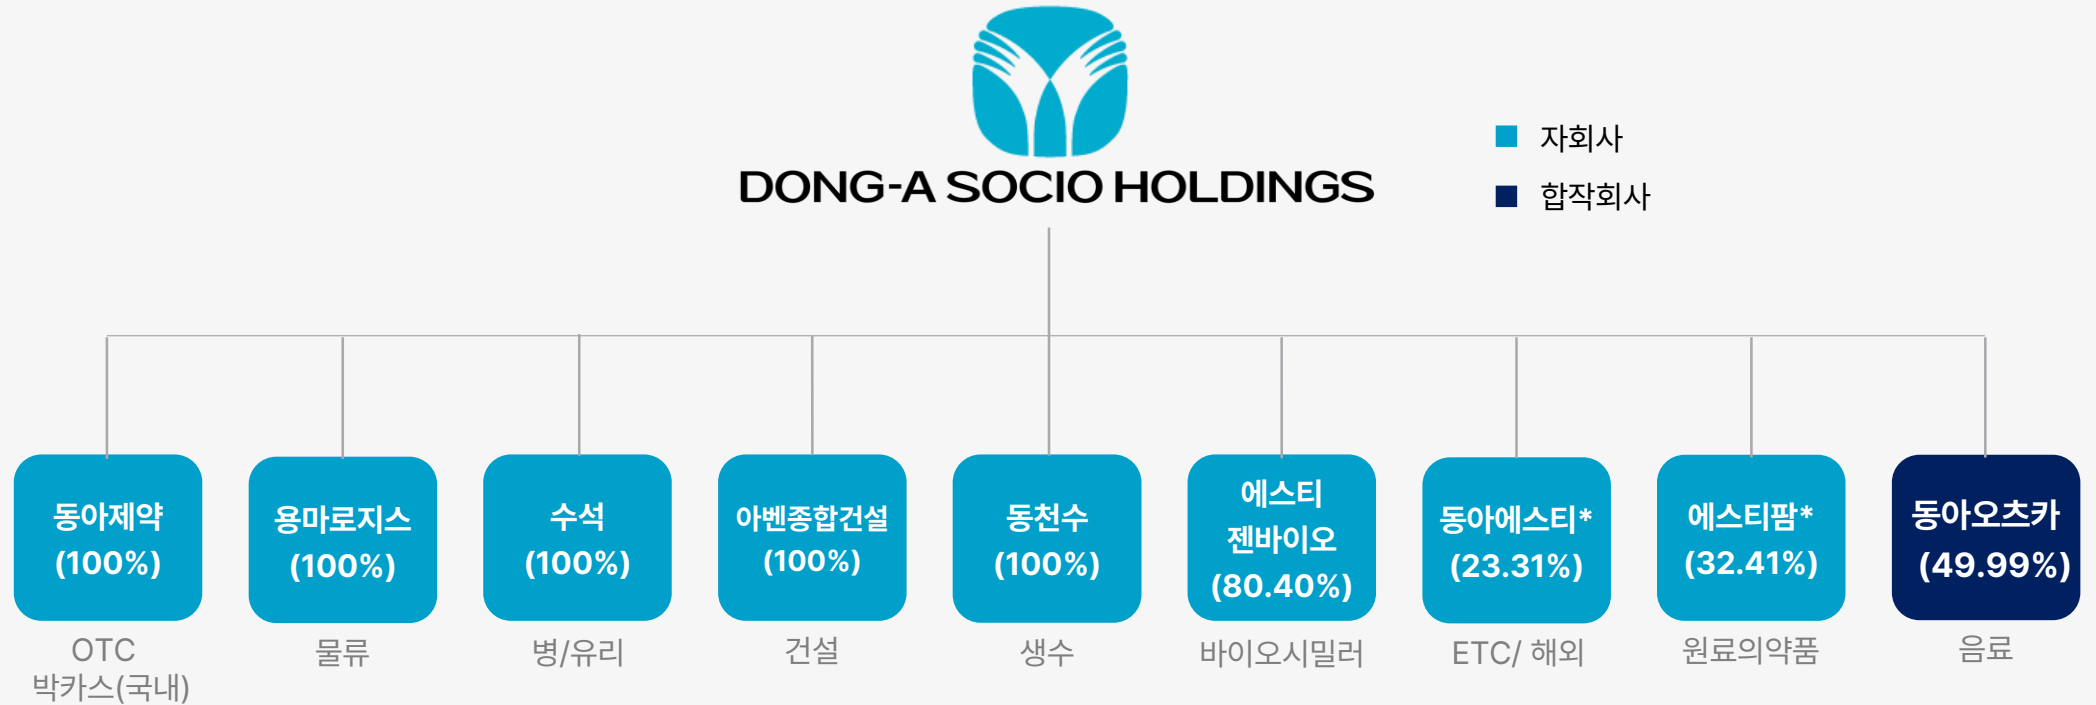 DONG-A SOCIO HOLDINGS
자회사
합작회사
동아제약
(100%)
OTC
박카스(국내)
용마로지스
(100%)
물류
수석
(100%)
병/유리
아벤종합건설
(100%)
건설
동천수
(100%)
생수
에스티
젠바이오
(80.40%)
바이오시밀러
동아에스티*
(23.31%)
ETC/ 해외
에스티팜*
(32.41%)
원료의약품
동아오츠카
(49.99%)
음료